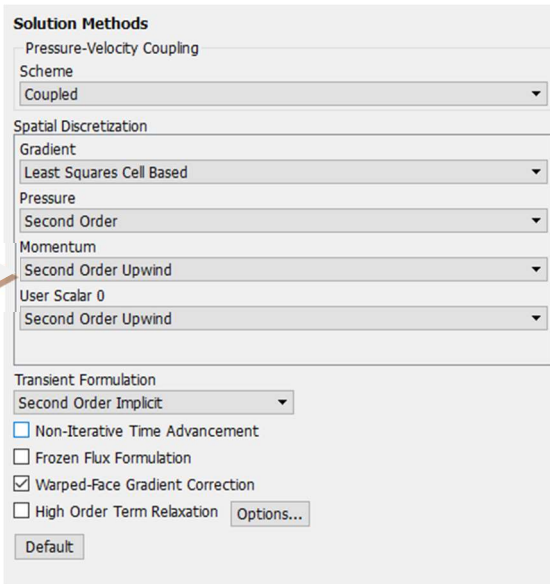 Solution Methods
Pressure-Velocity Coupling
Scheme
Coupled
Spatial Discretization
Gradient
Least Squares Cell Based
Pressure
Second Order
Momentum
Second Order Upwind
User Scalar 0
Second Order Upwind
Transient Formulation
Second Order Implicit
Non-Iterative Time Advancement
Frozen Flux Formulation
Warped-Face Gradient Correction
High Order Term Relaxation Options...
Default